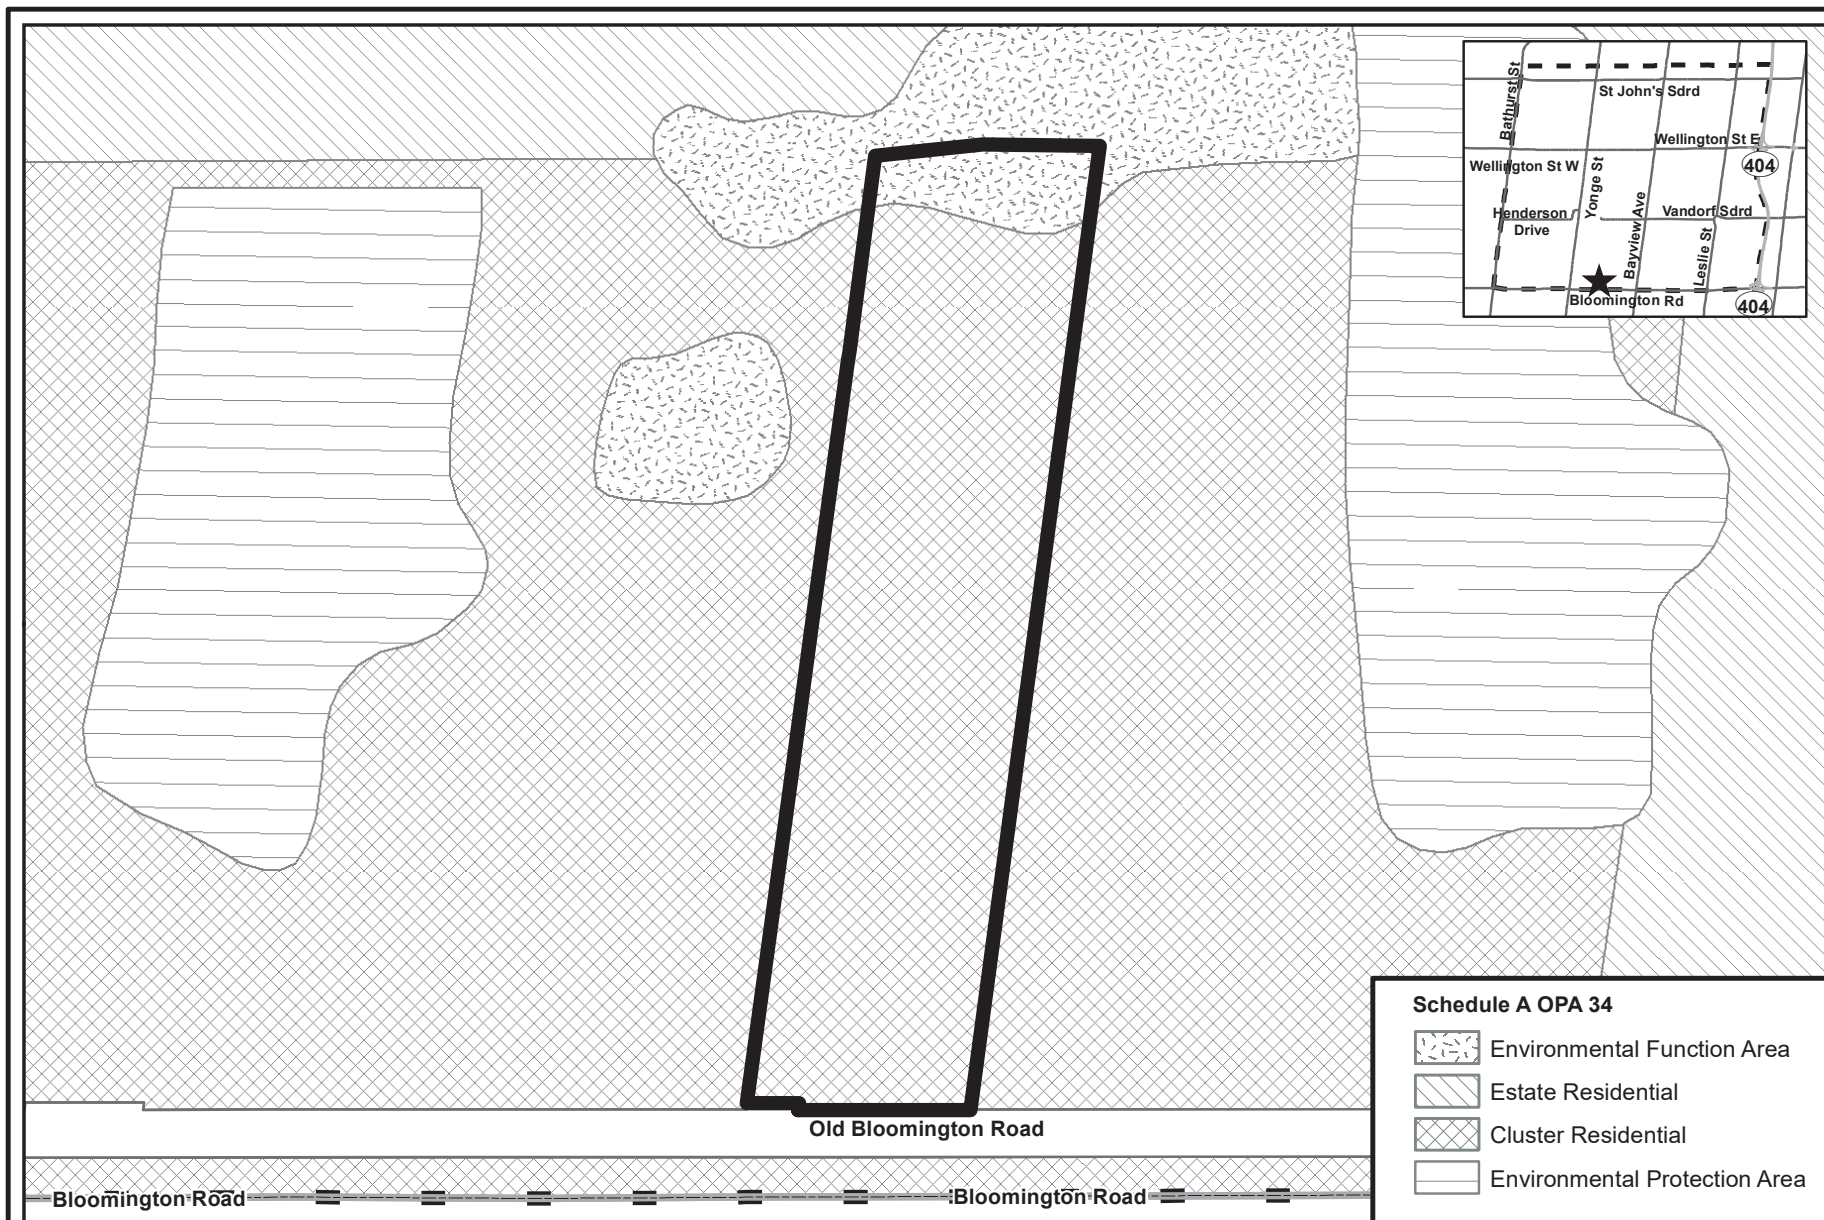 Bathurst St
St John's Sdrd
Wellington St E
404
Wellington St W
Yonge St
Henderson
Drive
Vandorf Sdrd
Bayview Ave
Leslie St
Bloomington Rd
404
Schedule A OPA 34
Environmental Function Area
Estate Residential
Cluster Residential
Environmental Protection Area
Old Bloomington Road
Bloomington Road
Bloomington Road